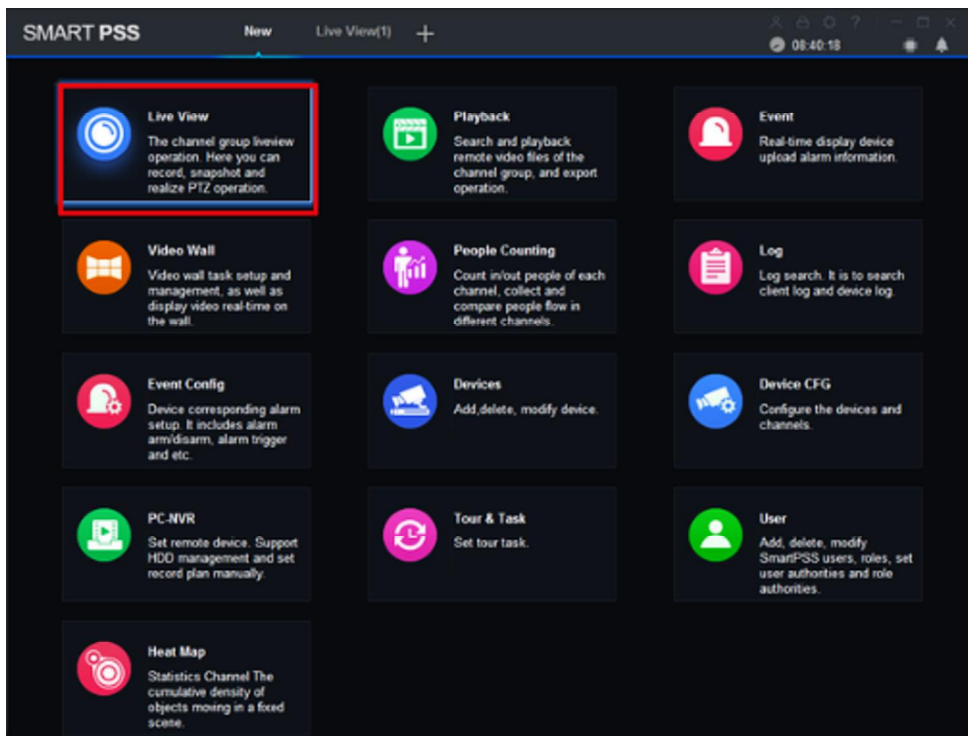 SMART PSS
New
Live View(1)
+
?
08:40:18
Live View
The channel group liveview
operation. Here you can
record, snapshot and
realize PTZ operation.
Playback
Search and playback
remote video files of the
channel group, and export
operation.
Event
Real-time display device
upload alarm information.
Video Wall
Video wall task setup and
management, as well as
display video real-time on
the wall.
People Counting
Count in/out people of each
channel, collect and
compare people flow in
different channels.
Log
Log search. It is to search
client log and device log.
Event Config
Device corresponding alarm
setup. It includes alarm
arm/disarm, alarm trigger
and etc.
Devices
Add,delete, modify device.
Device CFG
Configure the devices and
channels.
PC-NVR
Set remote device. Support
HDD management and set
record plan manually.
Tour & Task
Set tour task.
User
Add, delete, modify
SmartPSS users, roles, set
user authorities and role
authorities.
Heat Map
Statistics Channel The
cumulative density of
objects moving in a fixed
scene.